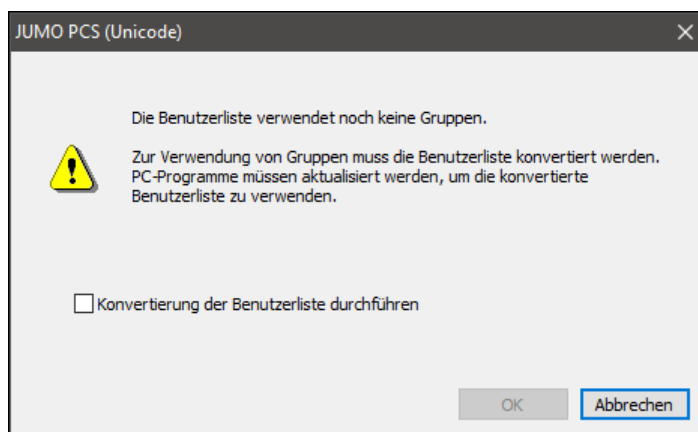 JUMO PCS (Unicode)
Die Benutzerliste verwendet noch keine Gruppen.
Zur Verwendung von Gruppen muss die Benutzerliste konvertiert werden.
PC-Programme müssen aktualisiert werden, um die konvertierte
Benutzerliste zu verwenden.
Konvertierung der Benutzerliste durchführen
OK
Abbrechen